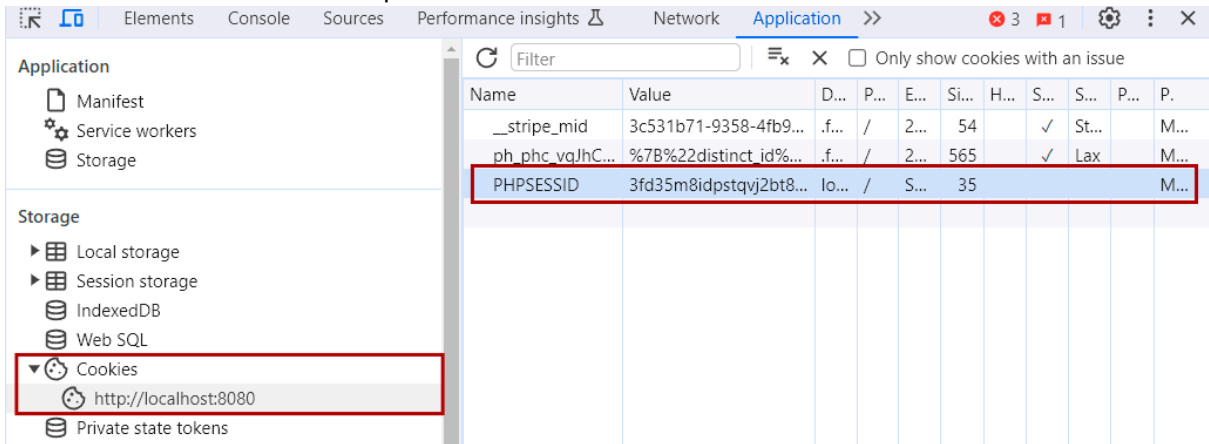 Elements Console Sources Performance insights Network Application >> 3 1
Application
Manifest
Service workers
Storage
Storage
Local storage
Session storage
IndexedDB
Web SQL
Cookies
http://localhost:8080
Private state tokens
Filter Only show cookies with an issue
Name Value D... P... E... Si... H... S... S... P... P.
__stripe_mid 3c531b71-9358-4fb9... .f... / 2... 54 ✓ St... M...
ph_phc_vqJhC... %7B%22distinct_id%... .f... / 2... 565 ✓ Lax M...
PHPSESSID 3fd35m8idpstqvj2bt8... lo... / S... 35 M...